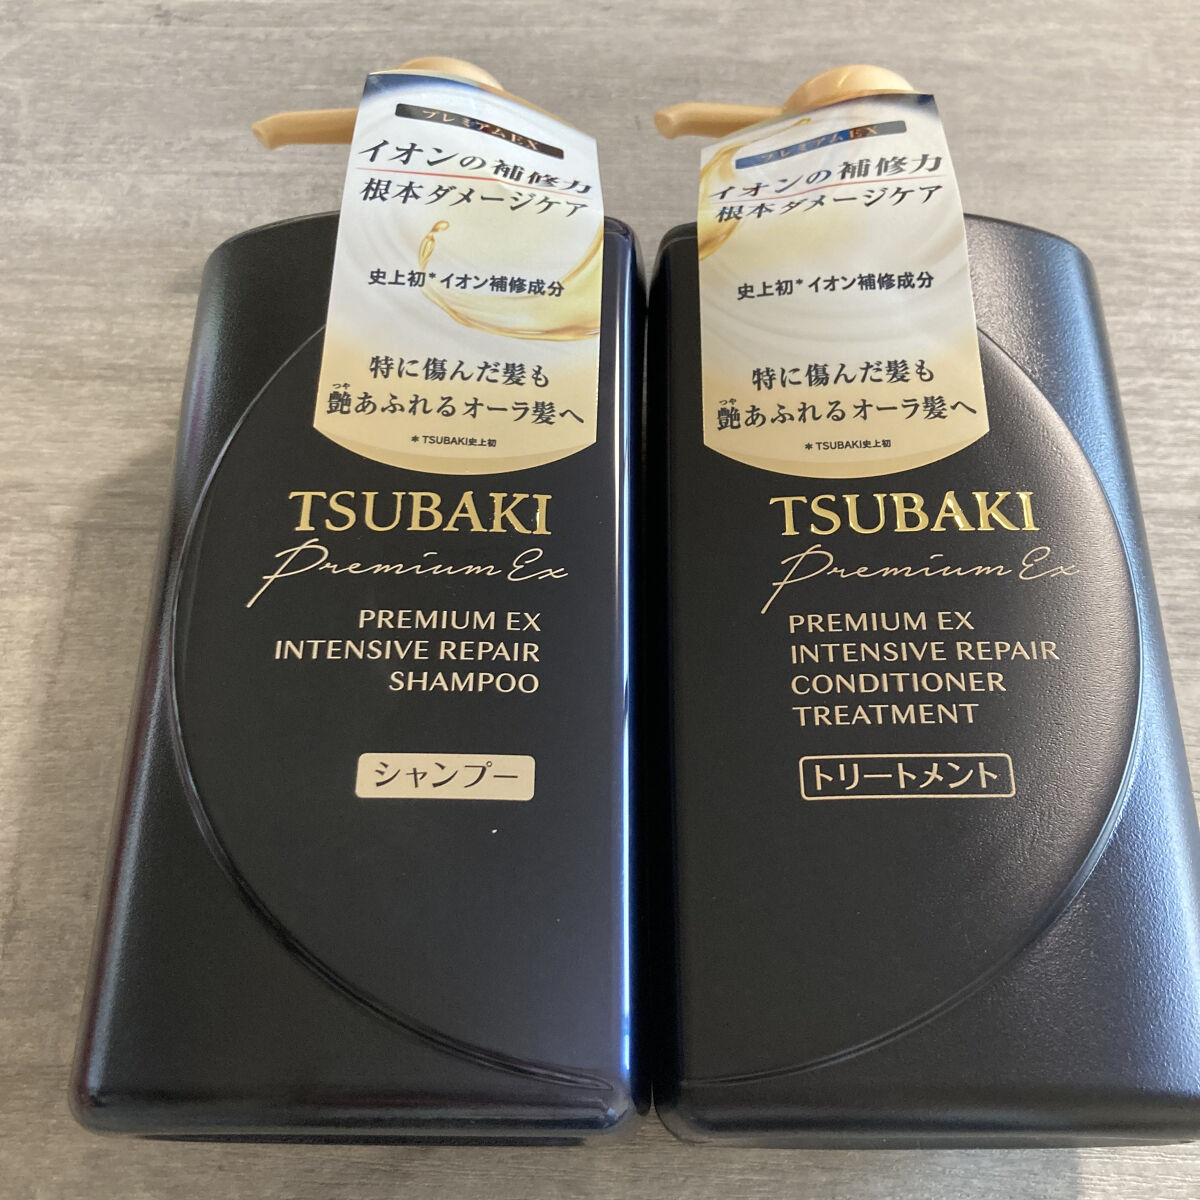 プレミアムEX
イオンの補修力
根本ダメージケア
史上初*イオン補修成分
特に傷んだ髪も
つや
艶あふれるオーラ髪へ
*TSUBAKI史上初
TSUBAKI
Premium Ex
PREMIUM EX
INTENSIVE REPAIR
SHAMPOO
シャンプー
プレミアムEX
イオンの補修力
根本ダメージケア
史上初*イオン補修成分
特に傷んだ髪も
つや
艶あふれるオーラ髪へ
*TSUBAKI史上初
TSUBAKI
Premium Ex
PREMIUM EX
INTENSIVE REPAIR
CONDITIONER
TREATMENT
トリートメント